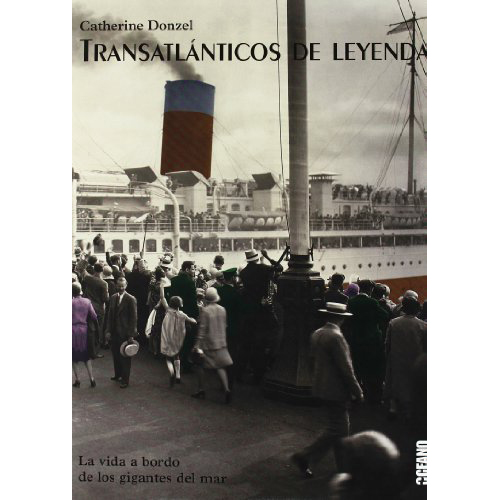 Catherine Donzel
TRANSATLÁNTICOS DE LEYENDA
La vida a bordo
de los gigantes del mar
OCEANO